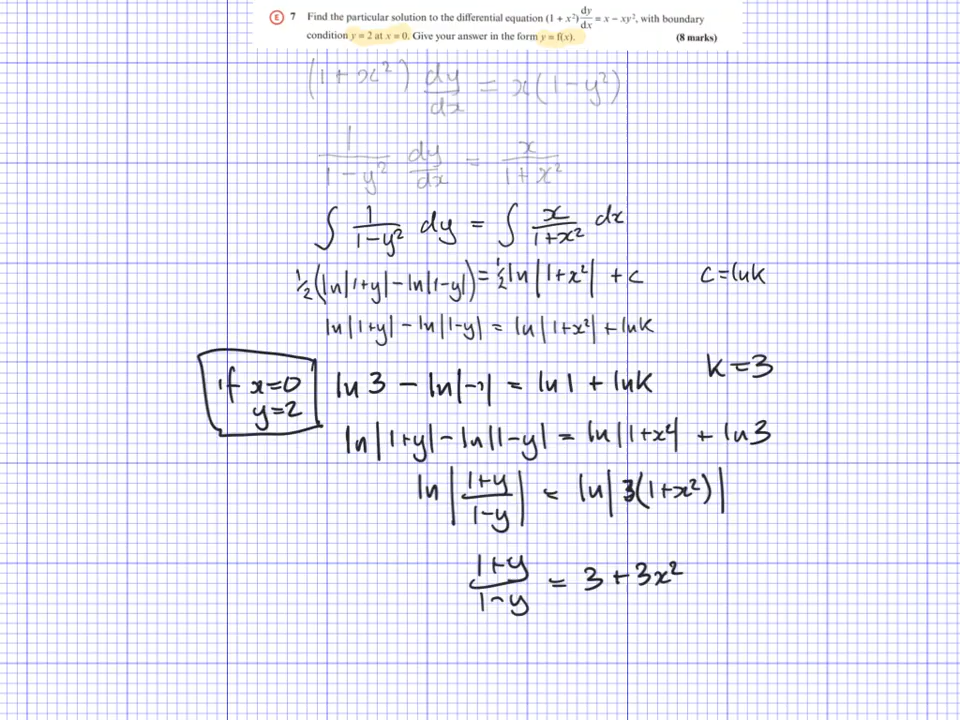 E 7 Find the particular solution to the differential equation (1 + x²) dy/dx = x − xy², with boundary
condition y = 2 at x = 0. Give your answer in the form y = f(x). (8 marks)
(1 + x²) dy/dx = x(1 − y²)
1/(1 − y²) dy/dx = x/(1 + x²)
∫ 1/(1−y²) dy = ∫ x/(1+x²) dx
½(ln|1+y| − ln|1−y|) = ½ ln|1+x²| + c c = lnk
ln|1+y| − ln|1−y| = ln|1+x²| + lnk
if x=0 y=2 ln 3 − ln|−1| = ln 1 + lnk k = 3
ln|1+y| − ln|1−y| = ln|1+x²| + ln3
ln|(1+y)/(1−y)| = ln|3(1+x²)|
(1+y)/(1−y) = 3 + 3x²